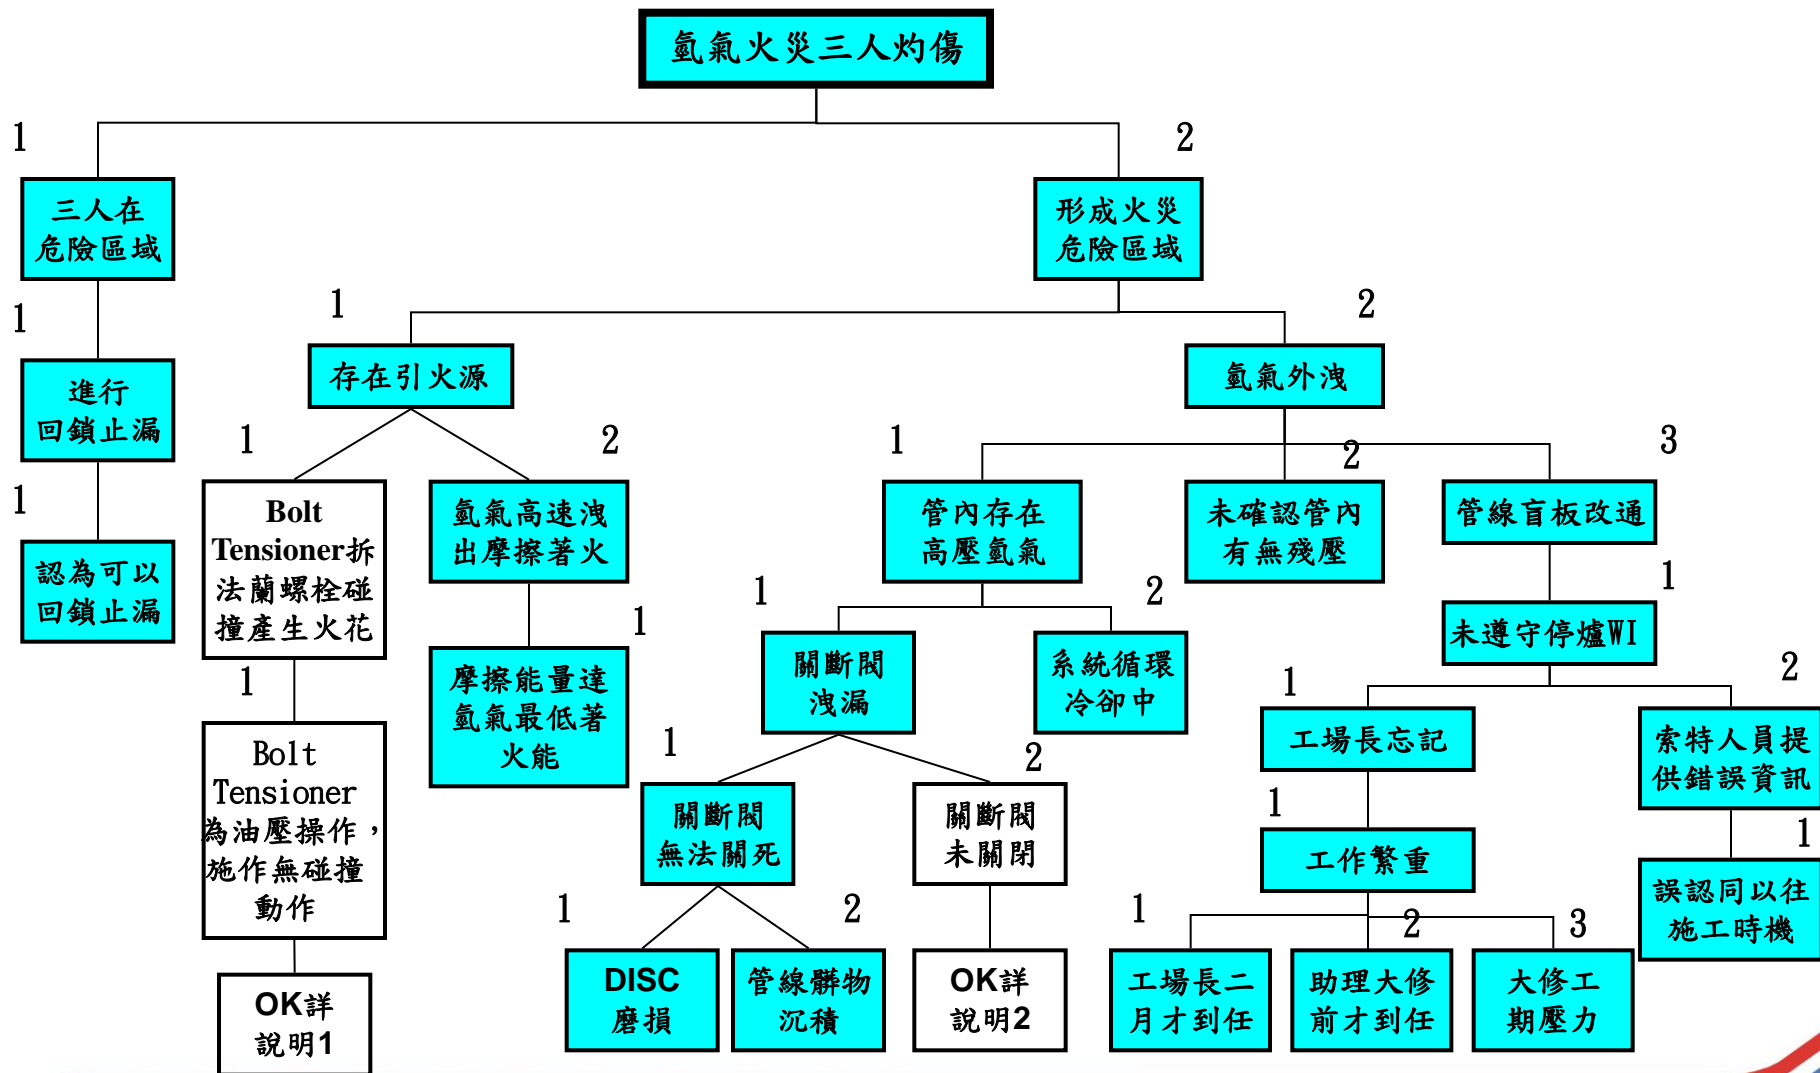 氫氣火災三人灼傷
1
2
三人在
危險區域
形成火災
危險區域
1
1
2
進行
回鎖止漏
存在引火源
氫氣外洩
1
1
2
1
2
3
認為可以
回鎖止漏
Bolt
Tensioner拆
法蘭螺栓碰
撞產生火花
氫氣高速洩
出摩擦著火
管內存在
高壓氫氣
未確認管內
有無殘壓
管線盲板改通
1
1
1
2
1
Bolt
Tensioner
為油壓操作，
施作無碰撞
動作
摩擦能量達
氫氣最低著
火能
關斷閥
洩漏
系統循環
冷卻中
未遵守停爐WI
1
2
1
2
工場長忘記
索特人員提
供錯誤資訊
關斷閥
無法關死
關斷閥
未關閉
1
1
工作繁重
誤認同以往
施工時機
1
2
1
2
3
OK詳
說明1
DISC
磨損
管線髒物
沉積
OK詳
說明2
工場長二
月才到任
助理大修
前才到任
大修工
期壓力